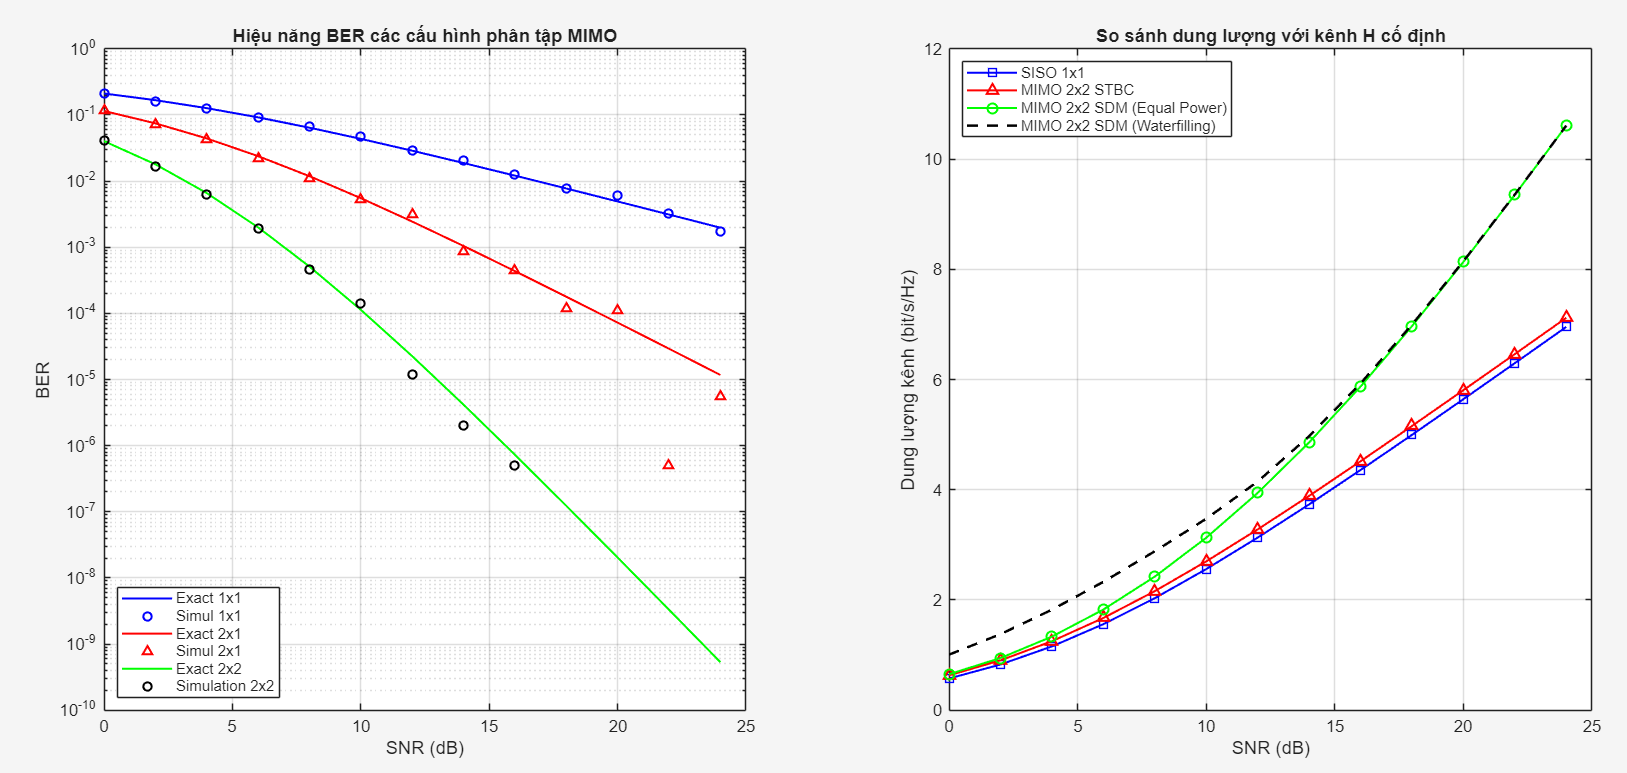 Hiệu năng BER các cấu hình phân tập MIMO
10^0
10^-1
10^-2
10^-3
10^-4
10^-5
10^-6
10^-7
10^-8
10^-9
10^-10
BER
Exact 1x1
Simul 1x1
Exact 2x1
Simul 2x1
Exact 2x2
Simulation 2x2
0 5 10 15 20 25
SNR (dB)
So sánh dung lượng với kênh H cố định
12
10
8
6
4
2
0
Dung lượng kênh (bit/s/Hz)
SISO 1x1
MIMO 2x2 STBC
MIMO 2x2 SDM (Equal Power)
MIMO 2x2 SDM (Waterfilling)
0 5 10 15 20 25
SNR (dB)